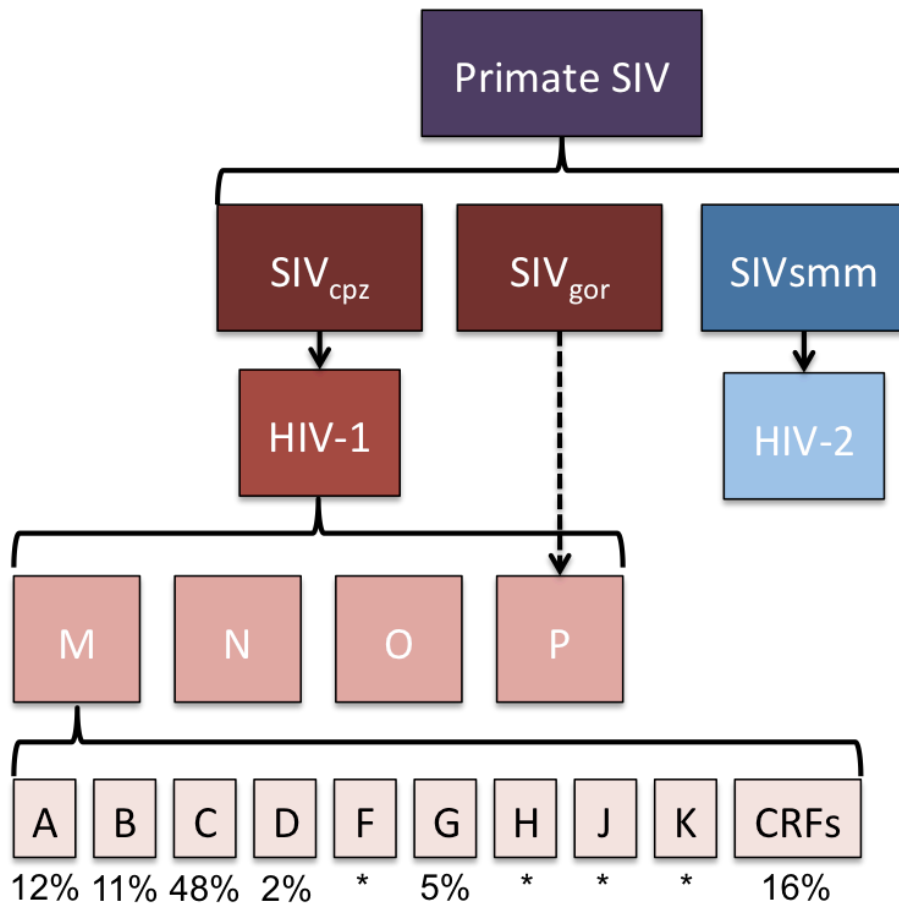 Primate SIV
SIVcpz SIVgor SIVsmm
HIV-1 HIV-2
M N O P
A B C D F G H J K CRFs
12% 11% 48% 2% * 5% * * * 16%